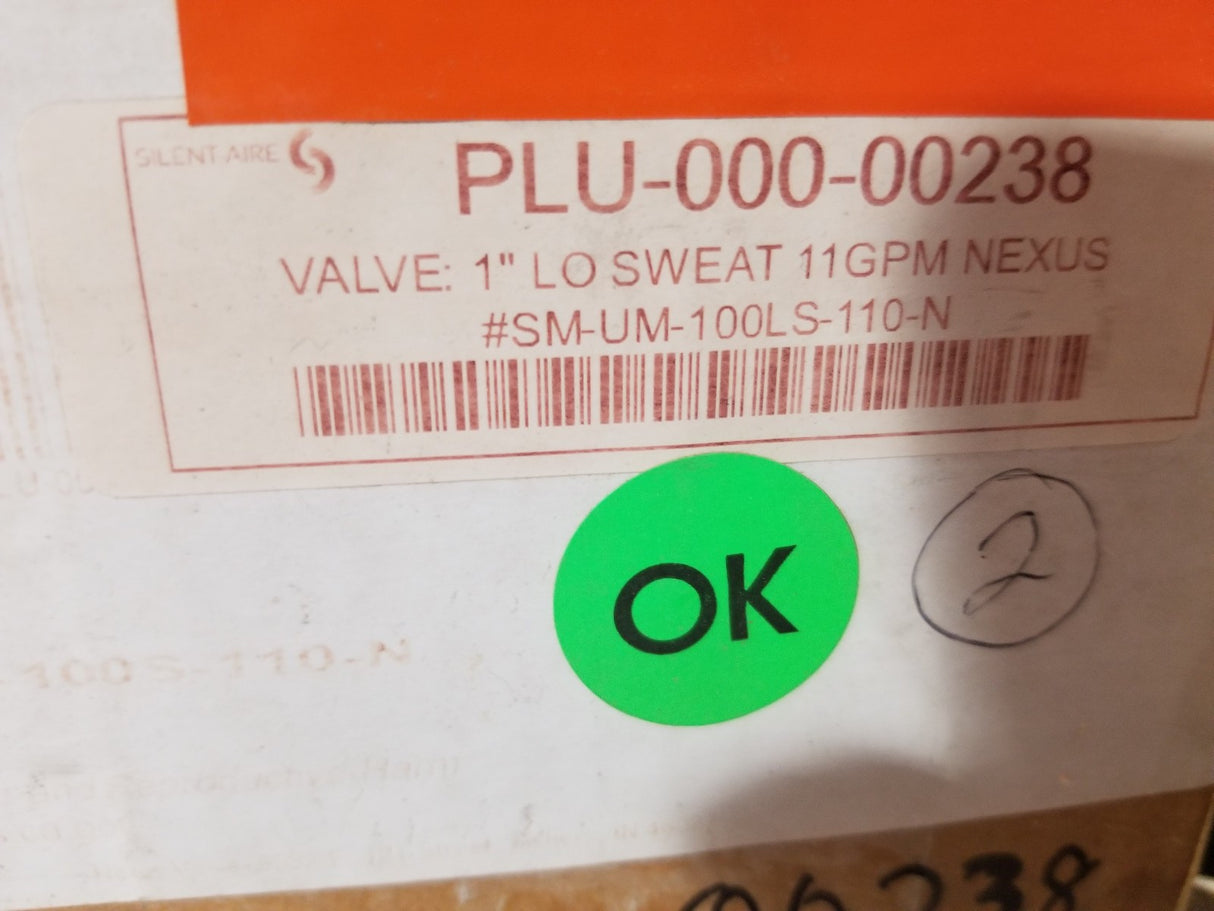 SILENT-AIRE
PLU-000-00238
VALVE: 1" LO SWEAT 11GPM NEXUS
#SM-UM-100LS-110-N
OK
2
-100S-110-N
00238